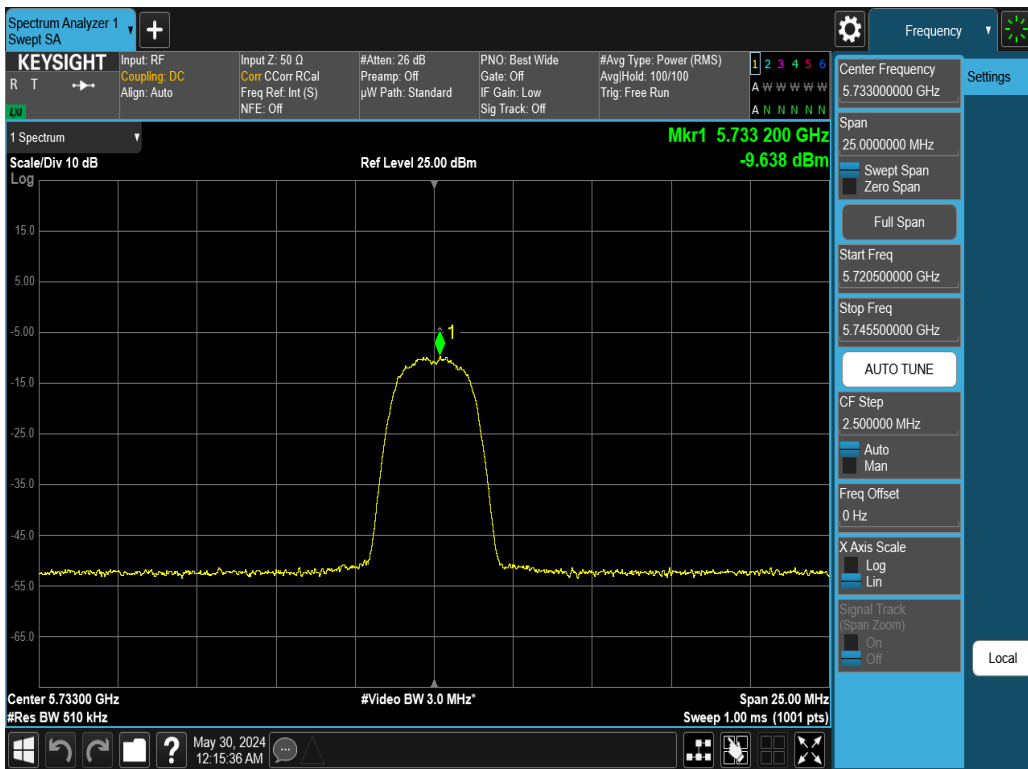 Spectrum Analyzer 1
Swept SA
+
Frequency
KEYSIGHT
R T
LXI
Input: RF
Coupling: DC
Align: Auto
Input Z: 50 Ω
Corr CCorr RCal
Freq Ref: Int (S)
NFE: Off
#Atten: 26 dB
Preamp: Off
µW Path: Standard
PNO: Best Wide
Gate: Off
IF Gain: Low
Sig Track: Off
#Avg Type: Power (RMS)
Avg|Hold: 100/100
Trig: Free Run
1 2 3 4 5 6
A W W W W W
A N N N N N
1 Spectrum
Scale/Div 10 dB
Log
Ref Level 25.00 dBm
Mkr1 5.733 200 GHz
-9.638 dBm
15.0
5.00
-5.00
-15.0
-25.0
-35.0
-45.0
-55.0
-65.0
1
Center 5.73300 GHz
#Res BW 510 kHz
#Video BW 3.0 MHz*
Span 25.00 MHz
Sweep 1.00 ms (1001 pts)
Center Frequency
5.733000000 GHz
Settings
Span
25.0000000 MHz
Swept Span
Zero Span
Full Span
Start Freq
5.720500000 GHz
Stop Freq
5.745500000 GHz
AUTO TUNE
CF Step
2.500000 MHz
Auto
Man
Freq Offset
0 Hz
X Axis Scale
Log
Lin
Signal Track
(Span Zoom)
On
Off
Local
?
May 30, 2024
12:15:36 AM